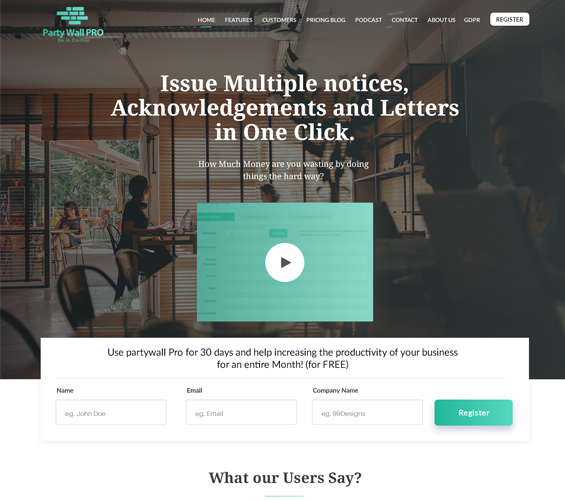 Party Wall PRO
HOME FEATURES CUSTOMERS PRICING BLOG PODCAST CONTACT ABOUT US GDPR REGISTER
Issue Multiple notices,
Acknowledgements and Letters
in One Click.
How Much Money are you wasting by doing
things the hard way?
Use partywall Pro for 30 days and help increasing the productivity of your business
for an entire Month! (for FREE)
Name Email Company Name
eg. John Doe eg. Email eg. 99Designs Register
What our Users Say?